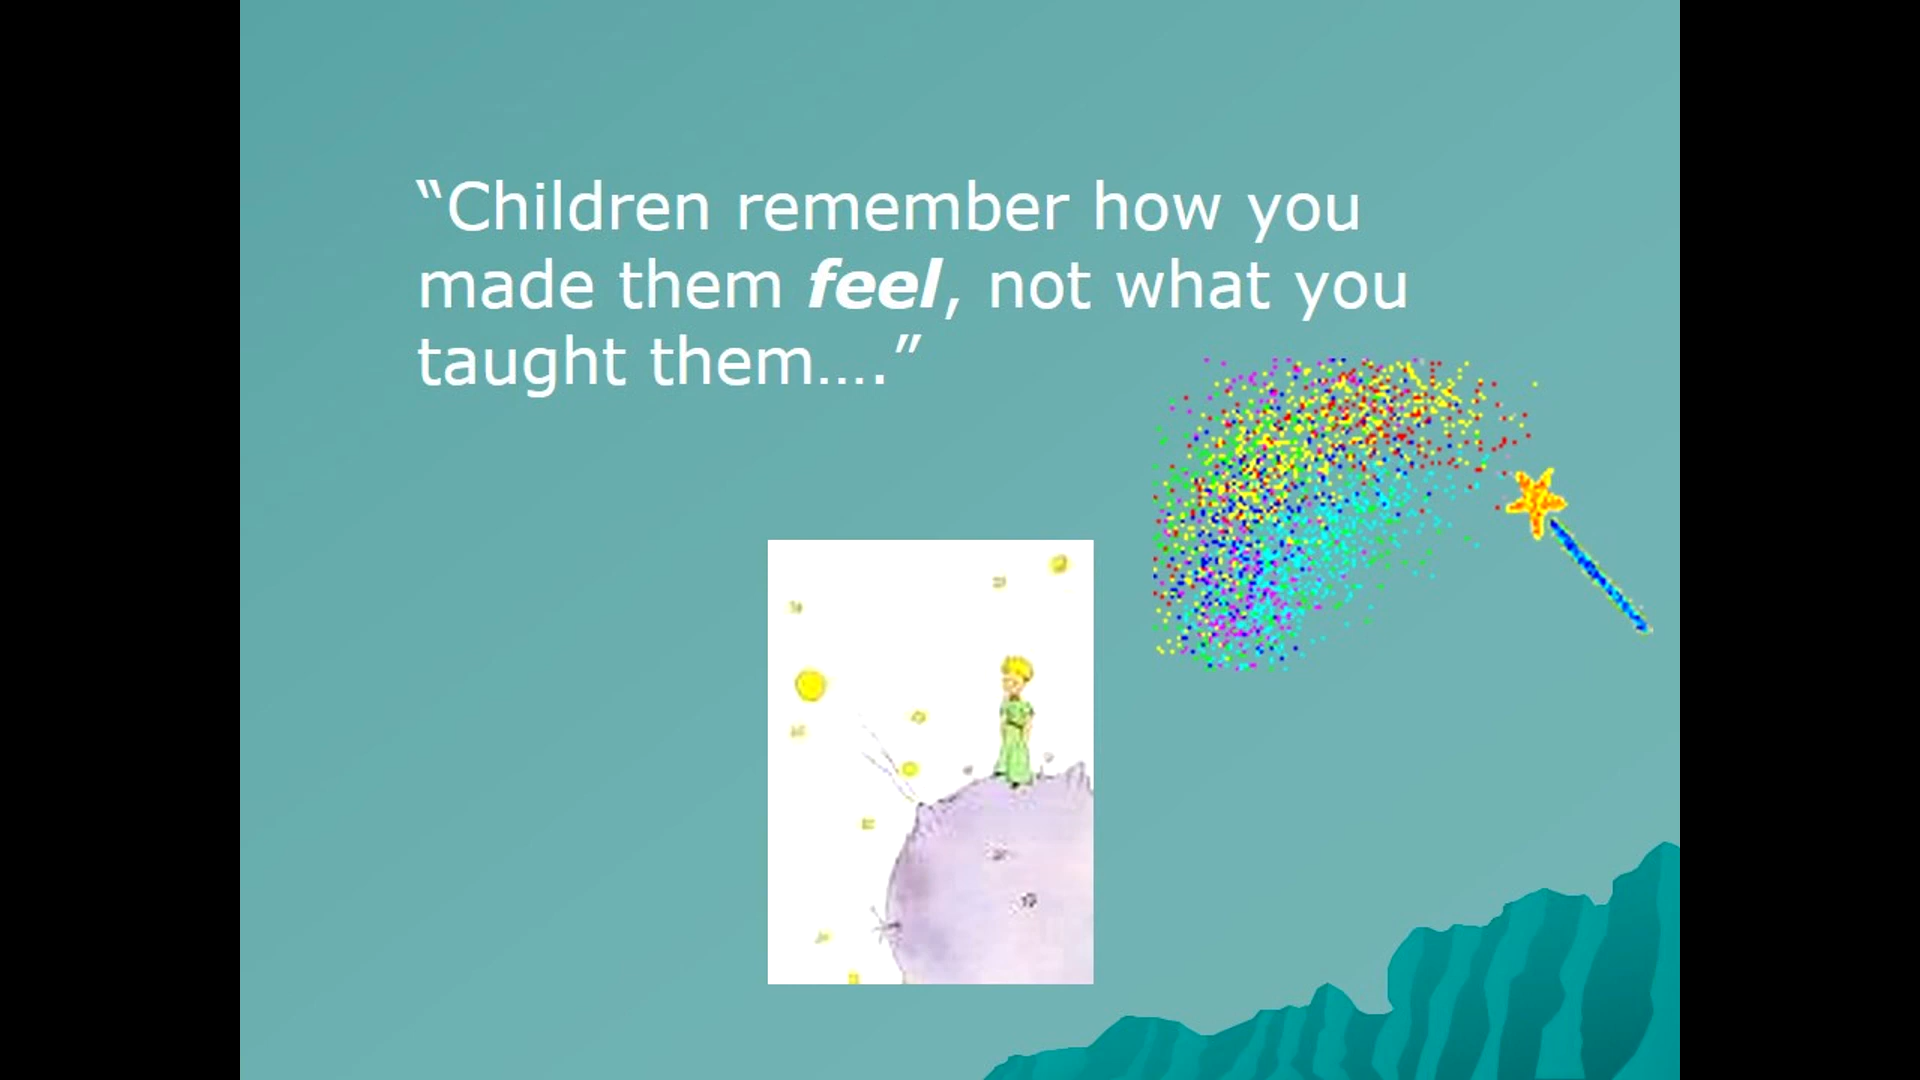 “Children remember how you
made them feel, not what you
taught them….”